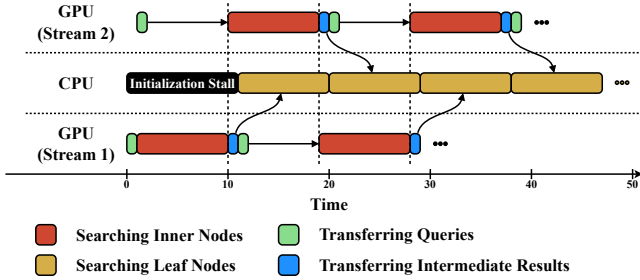 GPU
(Stream 2)
CPU
Initialization Stall
GPU
(Stream 1)
0 10 20 30 40 50
Time
Searching Inner Nodes
Transferring Queries
Searching Leaf Nodes
Transferring Intermediate Results